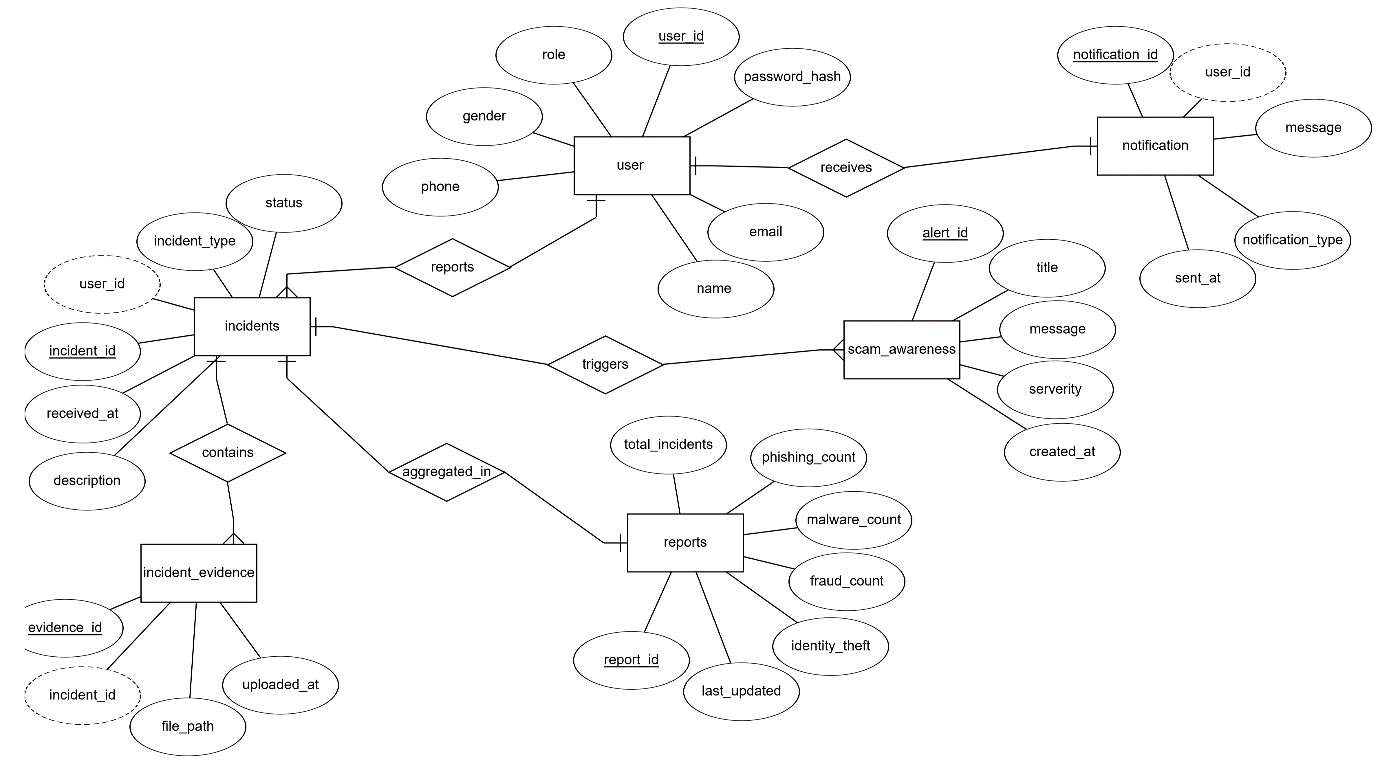 user_id
role
password_hash
gender
user
phone
email
name
receives
notification_id
user_id
message
notification
notification_type
sent_at
status
incident_type
user_id
reports
incidents
incident_id
received_at
description
contains
triggers
alert_id
title
message
scam_awareness
serverity
created_at
aggregated_in
total_incidents
phishing_count
malware_count
reports
fraud_count
identity_theft
report_id
last_updated
incident_evidence
evidence_id
incident_id
file_path
uploaded_at